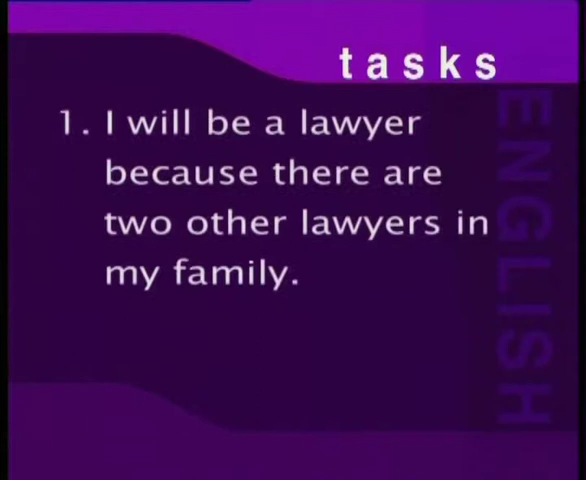 tasks
1. I will be a lawyer
because there are
two other lawyers in
my family.
ENGLISH